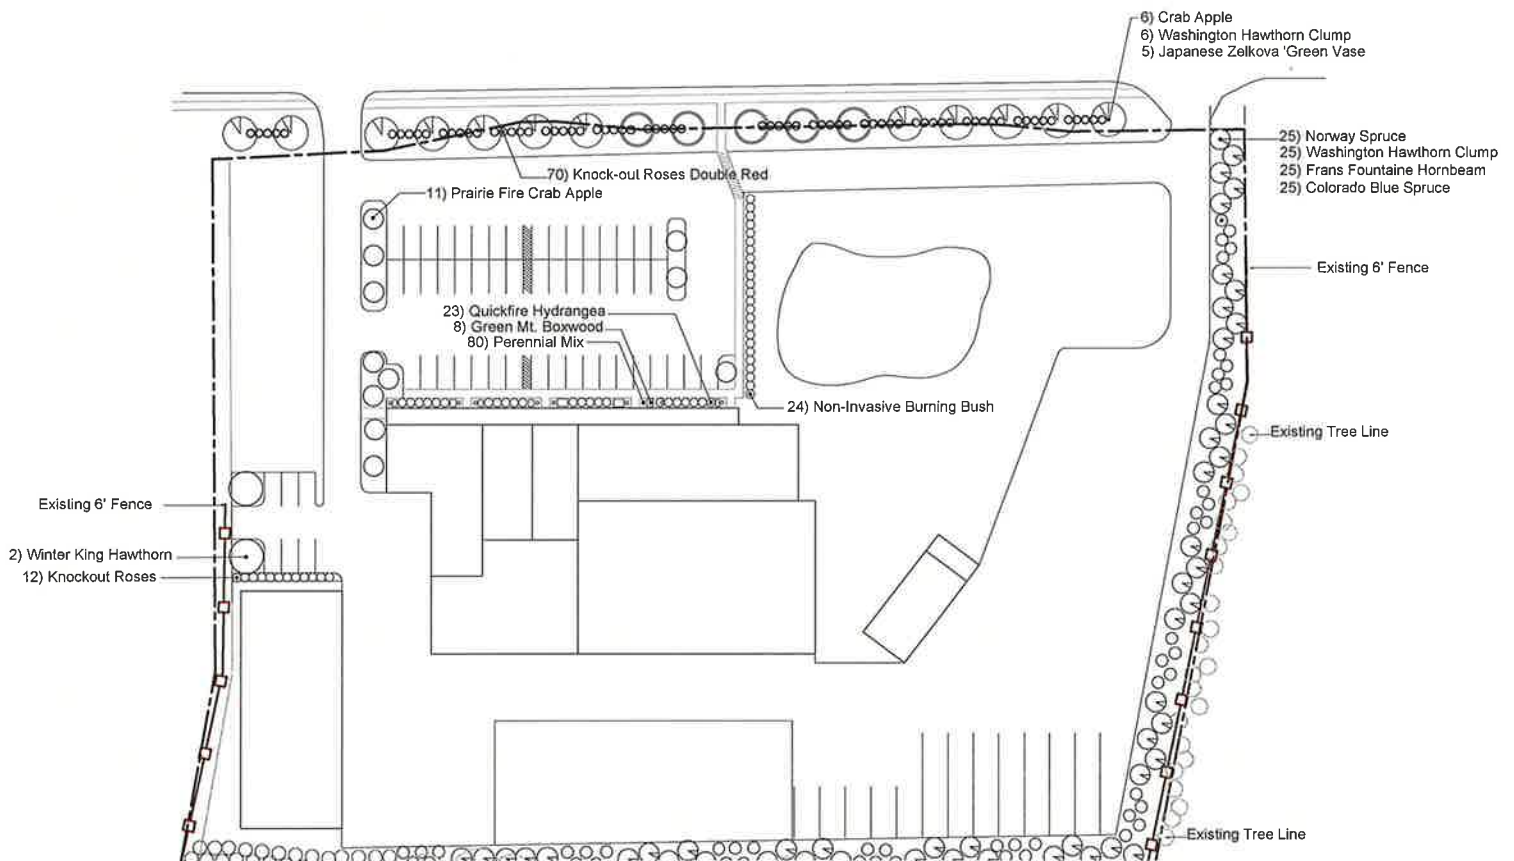 6) Crab Apple
6) Washington Hawthorn Clump
5) Japanese Zelkova 'Green Vase
25) Norway Spruce
25) Washington Hawthorn Clump
25) Frans Fountaine Hornbeam
25) Colorado Blue Spruce
70) Knock-out Roses Double Red
11) Prairie Fire Crab Apple
Existing 6' Fence
23) Quickfire Hydrangea
8) Green Mt. Boxwood
80) Perennial Mix
24) Non-Invasive Burning Bush
Existing Tree Line
Existing 6' Fence
2) Winter King Hawthorn
12) Knockout Roses
Existing Tree Line